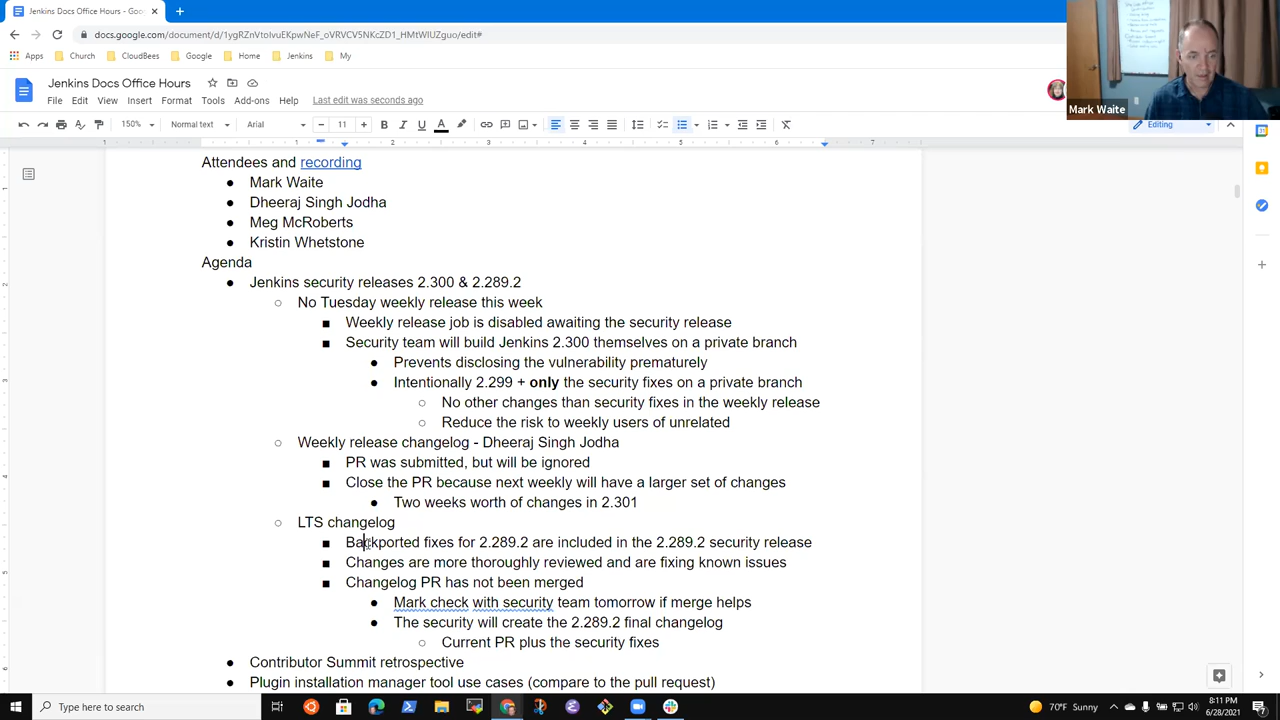 Jenkins Docs Office Hours - Goo
docs.google.com/document/d/1ygRZnVtoIvuEKpwNeF_oVRVCV5NKcZD1_HMtMVZ7gMr/edit#
Apps Church CloudBees Google Home Jenkins My
Mark Waite
Jenkins Docs Office Hours
File Edit View Insert Format Tools Add-ons Help Last edit was seconds ago
150% Normal text Arial 11 Editing
1 1 2 3 4 5 6 7
Attendees and recording
● Mark Waite
● Dheeraj Singh Jodha
● Meg McRoberts
● Kristin Whetstone
Agenda
● Jenkins security releases 2.300 & 2.289.2
○ No Tuesday weekly release this week
■ Weekly release job is disabled awaiting the security release
■ Security team will build Jenkins 2.300 themselves on a private branch
● Prevents disclosing the vulnerability prematurely
● Intentionally 2.299 + only the security fixes on a private branch
○ No other changes than security fixes in the weekly release
○ Reduce the risk to weekly users of unrelated
○ Weekly release changelog - Dheeraj Singh Jodha
■ PR was submitted, but will be ignored
■ Close the PR because next weekly will have a larger set of changes
● Two weeks worth of changes in 2.301
○ LTS changelog
■ Backported fixes for 2.289.2 are included in the 2.289.2 security release
■ Changes are more thoroughly reviewed and are fixing known issues
■ Changelog PR has not been merged
● Mark check with security team tomorrow if merge helps
● The security will create the 2.289.2 final changelog
○ Current PR plus the security fixes
● Contributor Summit retrospective
● Plugin installation manager tool use cases (compare to the pull request)
Type here to search
70°F Sunny
8:11 PM
6/28/2021